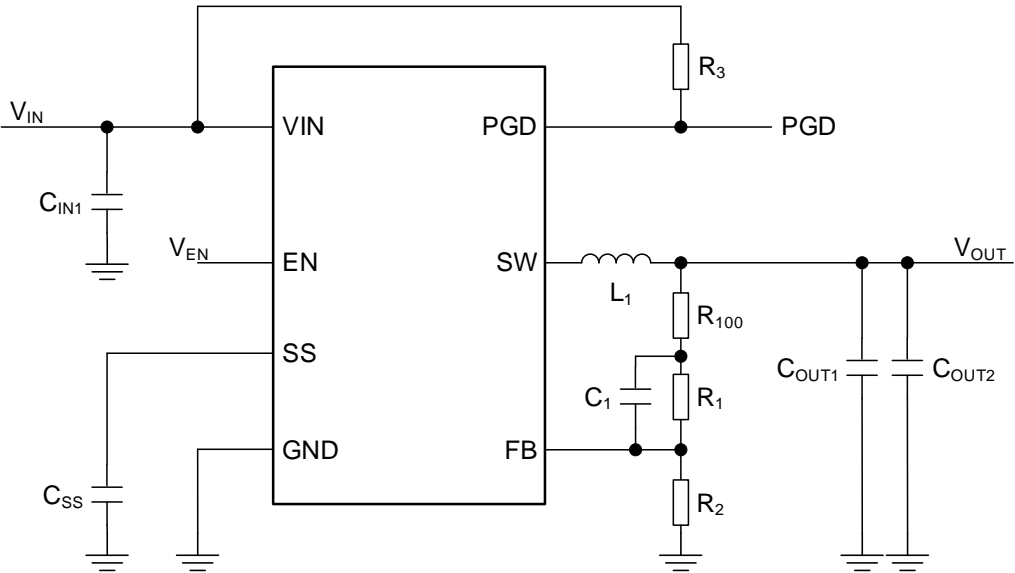 R3
VIN
VIN
PGD
PGD
CIN1
VEN
EN
SW
VOUT
L1
R100
SS
COUT1
COUT2
C1
R1
GND
FB
CSS
R2